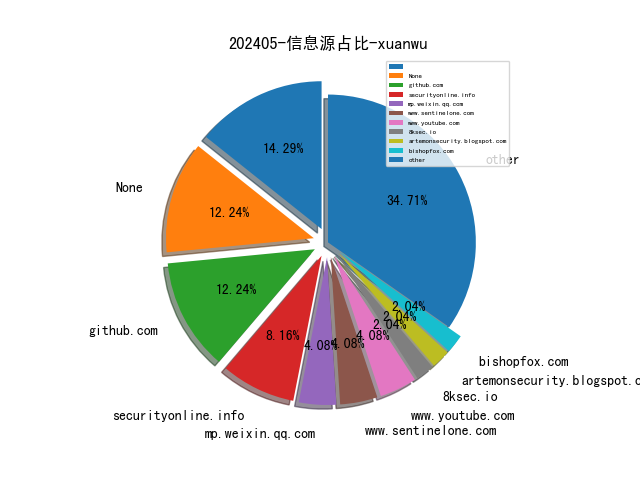 202405-信息源占比-xuanwu
None
github.com
securityonline.info
mp.weixin.qq.com
www.sentinelone.com
www.youtube.com
8ksec.io
artemonsecurity.blogspot.com
bishopfox.com
other
other
14.29%
34.71%
None
12.24%
12.24%
2.04%
2.04%
2.04%
8.16%
4.08%
4.08%
4.08%
github.com
bishopfox.com
artemonsecurity.blogspot.c
8ksec.io
securityonline.info
www.youtube.com
mp.weixin.qq.com
www.sentinelone.com